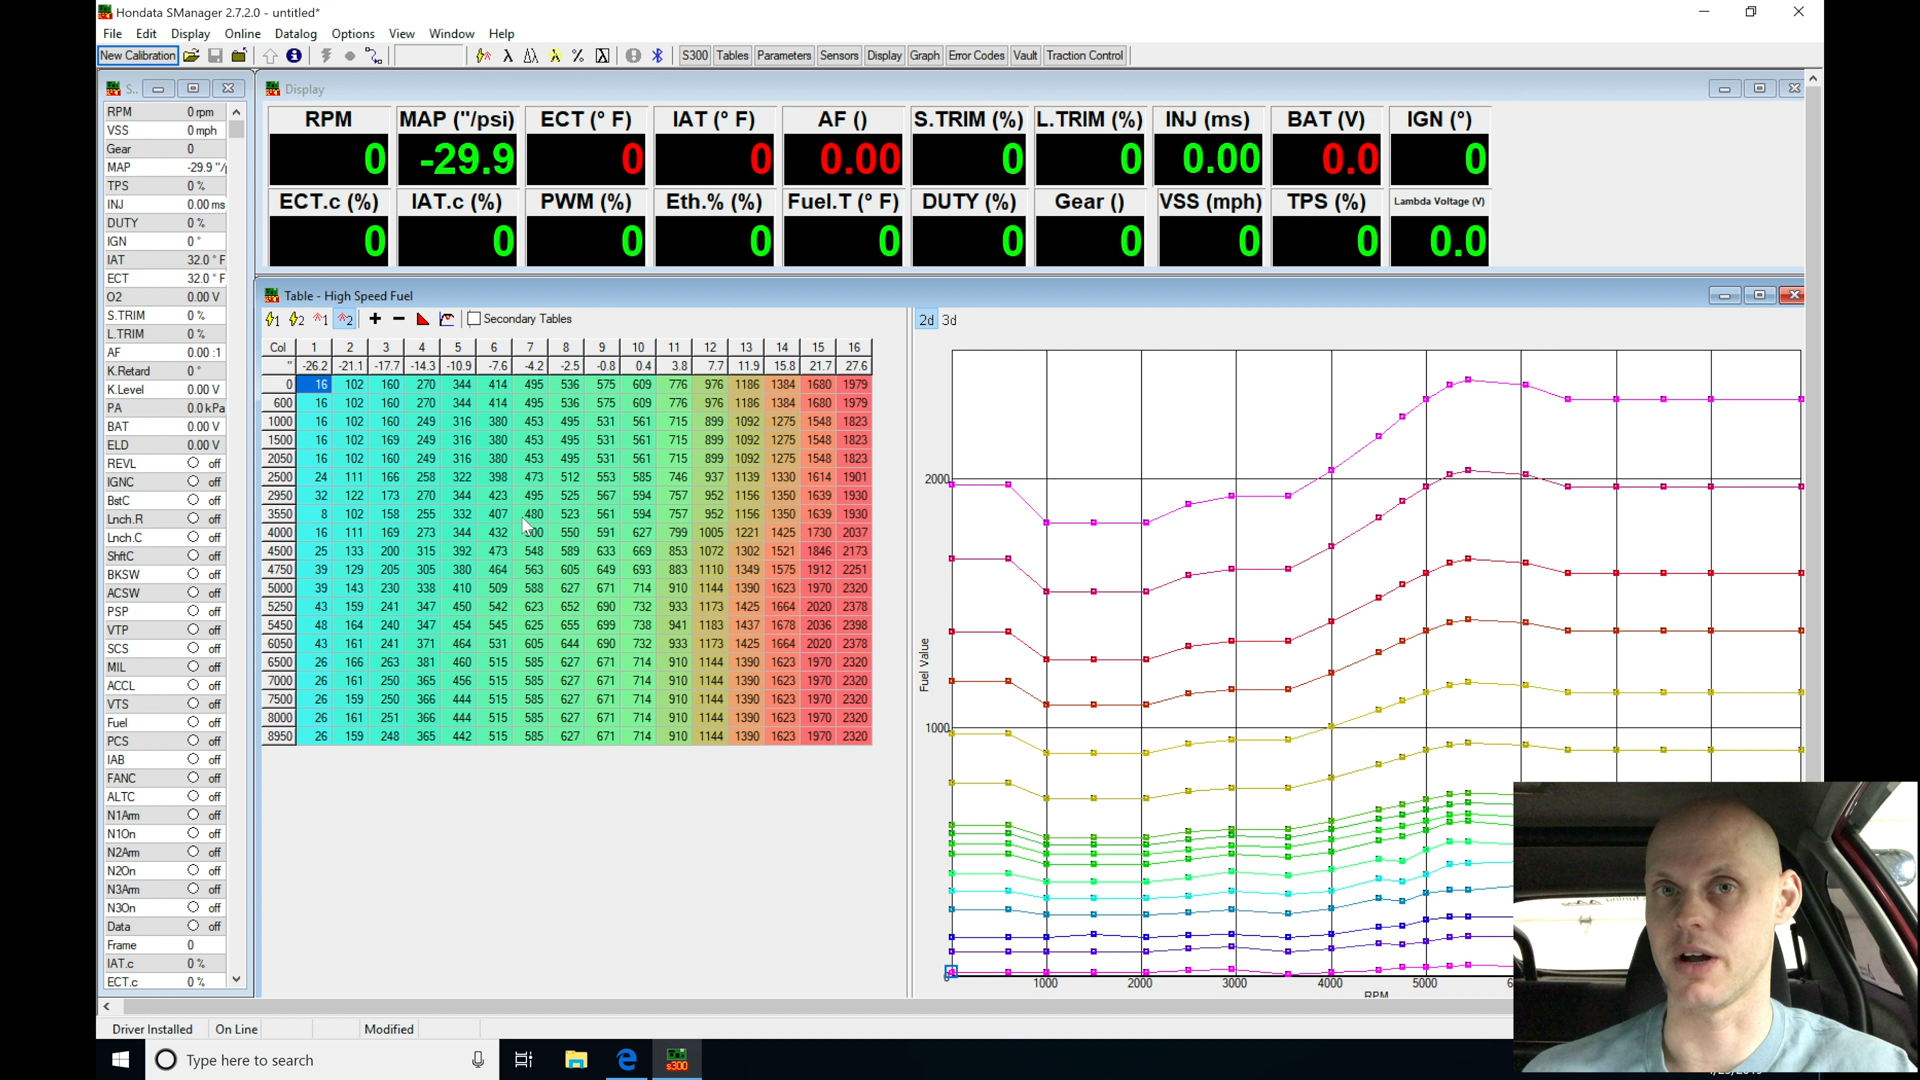 Hondata SManager 2.7.2.0 - untitled*
File Edit Display Online Datalog Options View Window Help
New Calibration S300 Tables Parameters Sensors Display Graph Error Codes Vault Traction Control
S..
Display
RPM 0 rpm
VSS 0 mph
Gear 0
MAP -29.9 "/
TPS 0 %
INJ 0.00 ms
DUTY 0 %
IGN 0 °
IAT 32.0 ° F
ECT 32.0 ° F
O2 0.00 V
S.TRIM 0 %
L.TRIM 0 %
AF 0.00 :1
K.Retard 0 °
K.Level 0.00 V
PA 0.0 kPa
BAT 0.00 V
ELD 0.00 V
REVL off
IGNC off
BstC off
Lnch.R off
Lnch.C off
ShftC off
BKSW off
ACSW off
PSP off
VTP off
SCS off
MIL off
ACCL off
VTS off
Fuel off
PCS off
IAB off
FANC off
ALTC off
N1Arm off
N1On off
N2Arm off
N2On off
N3Arm off
N3On off
Data off
Frame 0
IAT.c 0 %
ECT.c 0 %
RPM MAP ("/psi) ECT (° F) IAT (° F) AF () S.TRIM (%) L.TRIM (%) INJ (ms) BAT (V) IGN (°)
0 -29.9 0 0 0.00 0 0 0.00 0.0 0
ECT.c (%) IAT.c (%) PWM (%) Eth.% (%) Fuel.T (° F) DUTY (%) Gear () VSS (mph) TPS (%) Lambda Voltage (V)
0 0 0 0 0 0 0 0 0 0.0
Table - High Speed Fuel
1 2 1 2 + - Secondary Tables
2d 3d
Col 1 2 3 4 5 6 7 8 9 10 11 12 13 14 15 16
" -26.2 -21.1 -17.7 -14.3 -10.9 -7.6 -4.2 -2.5 -0.8 0.4 3.8 7.7 11.9 15.8 21.7 27.6
0 16 102 160 270 344 414 495 536 575 609 776 976 1186 1384 1680 1979
600 16 102 160 270 344 414 495 536 575 609 776 976 1186 1384 1680 1979
1000 16 102 160 249 316 380 453 495 531 561 715 899 1092 1275 1548 1823
1500 16 102 169 249 316 380 453 495 531 561 715 899 1092 1275 1548 1823
2050 16 102 160 249 316 380 453 495 531 561 715 899 1092 1275 1548 1823
2500 24 111 166 258 322 398 473 512 553 585 746 937 1139 1330 1614 1901
2950 32 122 173 270 344 423 495 525 567 594 757 952 1156 1350 1639 1930
3550 8 102 158 255 332 407 480 523 561 594 757 952 1156 1350 1639 1930
4000 16 111 169 273 344 432 550 591 627 799 1005 1221 1425 1730 2037
4500 25 133 200 315 392 473 548 589 633 669 853 1072 1302 1521 1846 2173
4750 39 129 205 305 380 464 563 605 649 693 883 1110 1349 1575 1912 2251
5000 39 143 230 338 410 509 588 627 671 714 910 1144 1390 1623 1970 2320
5250 43 159 241 347 450 542 623 652 690 732 933 1173 1425 1664 2020 2378
5450 48 164 240 347 454 545 625 655 699 738 941 1183 1437 1678 2036 2398
6050 43 161 241 371 464 531 605 644 690 732 933 1173 1425 1664 2020 2378
6500 26 166 263 381 460 515 585 627 671 714 910 1144 1390 1623 1970 2320
7000 26 161 250 365 456 515 585 627 671 714 910 1144 1390 1623 1970 2320
7500 26 159 250 366 444 515 585 627 671 714 910 1144 1390 1623 1970 2320
8000 26 161 251 366 444 515 585 627 671 714 910 1144 1390 1623 1970 2320
8950 26 159 248 365 442 515 585 627 671 714 910 1144 1390 1623 1970 2320
2000
1000
Fuel Value
0 1000 2000 3000 4000 5000
RPM
Driver Installed On Line Modified
Type here to search
s300